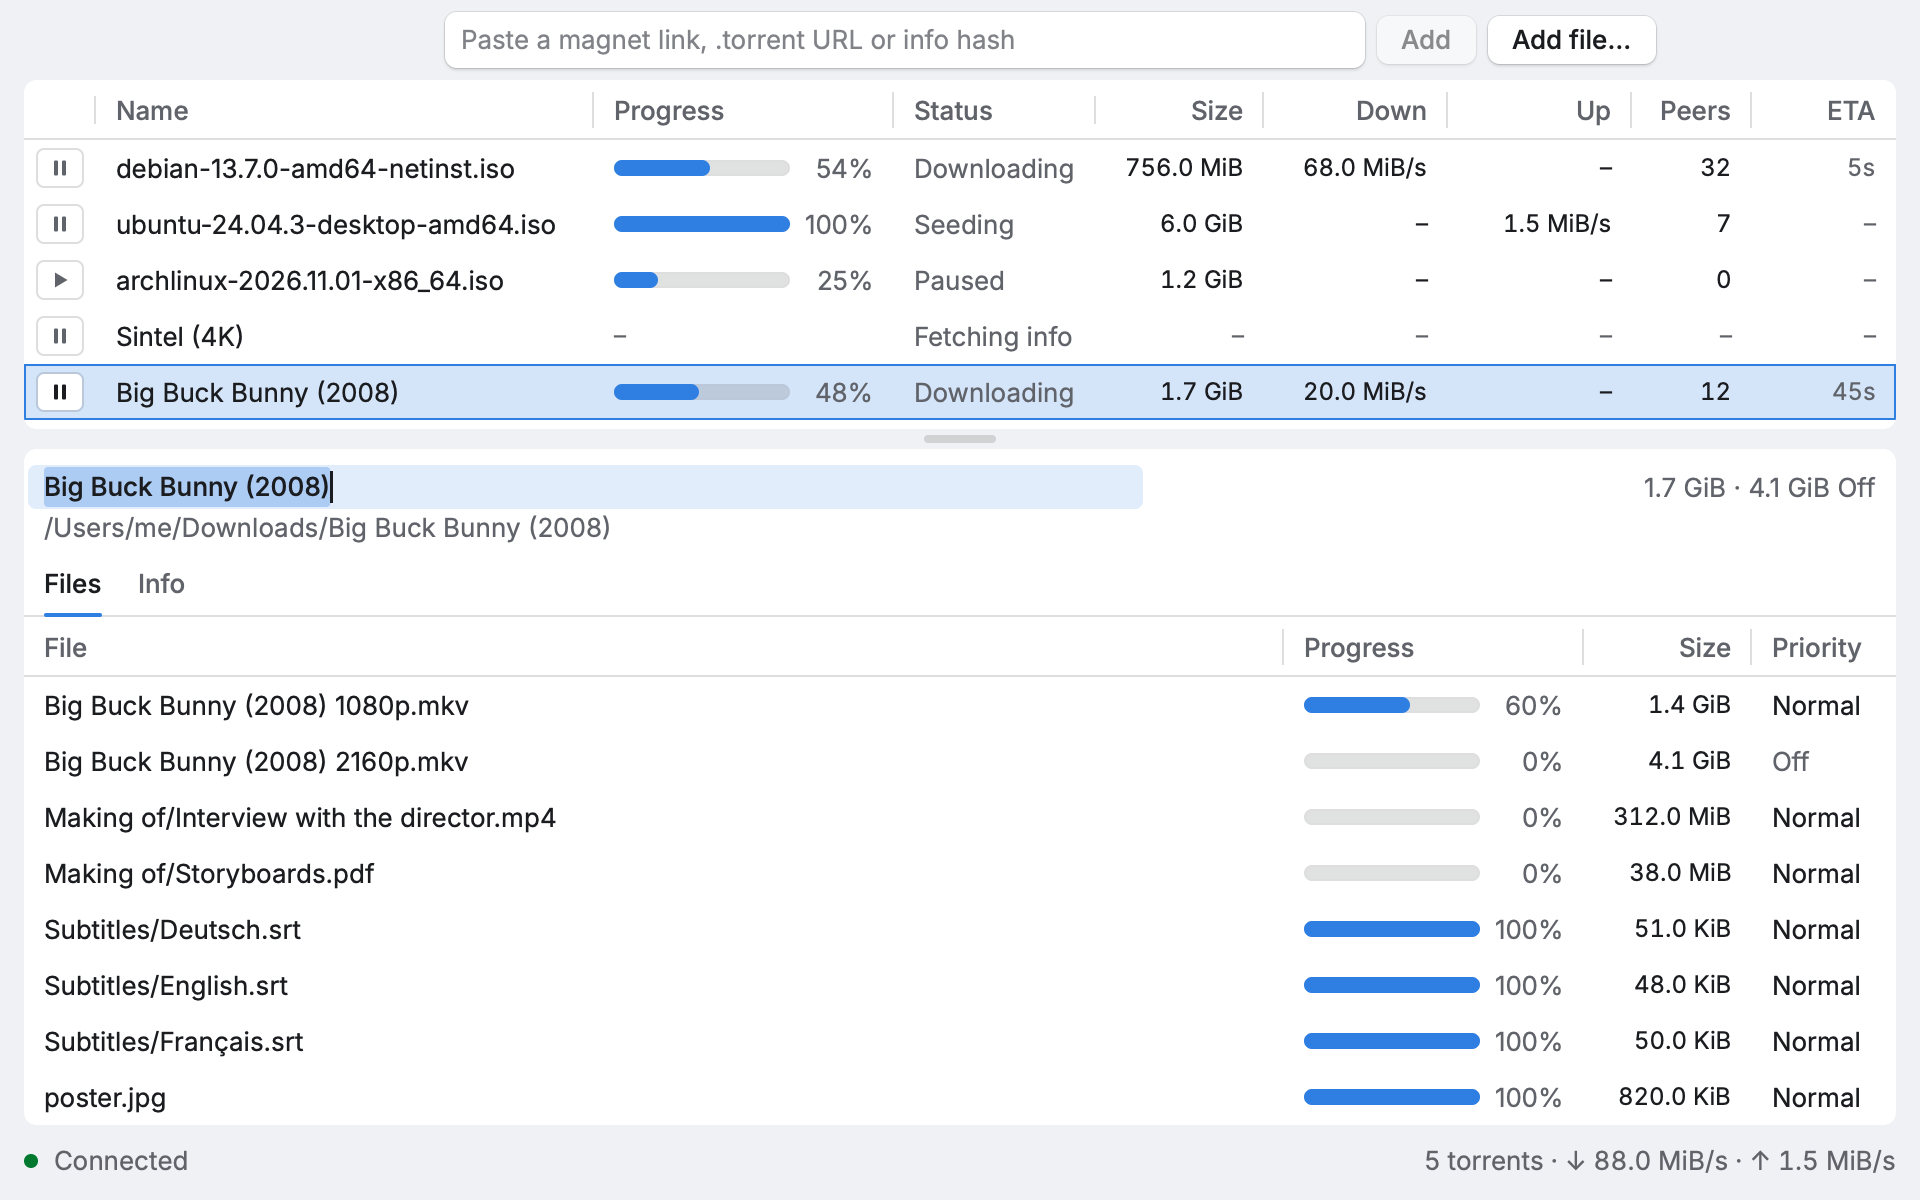 Paste a magnet link, .torrent URL or info hash Add Add file...
Name Progress Status Size Down Up Peers ETA
debian-13.7.0-amd64-netinst.iso 54% Downloading 756.0 MiB 68.0 MiB/s – 32 5s
ubuntu-24.04.3-desktop-amd64.iso 100% Seeding 6.0 GiB – 1.5 MiB/s 7 –
archlinux-2026.11.01-x86_64.iso 25% Paused 1.2 GiB – – 0 –
Sintel (4K) – Fetching info – – – – –
Big Buck Bunny (2008) 48% Downloading 1.7 GiB 20.0 MiB/s – 12 45s
Big Buck Bunny (2008) 1.7 GiB · 4.1 GiB Off
/Users/me/Downloads/Big Buck Bunny (2008)
Files Info
File Progress Size Priority
Big Buck Bunny (2008) 1080p.mkv 60% 1.4 GiB Normal
Big Buck Bunny (2008) 2160p.mkv 0% 4.1 GiB Off
Making of/Interview with the director.mp4 0% 312.0 MiB Normal
Making of/Storyboards.pdf 0% 38.0 MiB Normal
Subtitles/Deutsch.srt 100% 51.0 KiB Normal
Subtitles/English.srt 100% 48.0 KiB Normal
Subtitles/Français.srt 100% 50.0 KiB Normal
poster.jpg 100% 820.0 KiB Normal
Connected 5 torrents · ↓ 88.0 MiB/s · ↑ 1.5 MiB/s